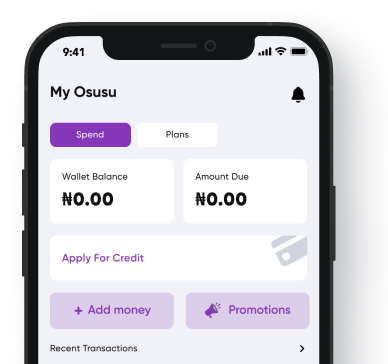 9:41
My Osusu
Spend
Plans
Wallet Balance
Amount Due
₦0.00
₦0.00
Apply For Credit
+ Add money
Promotions
Recent Transactions